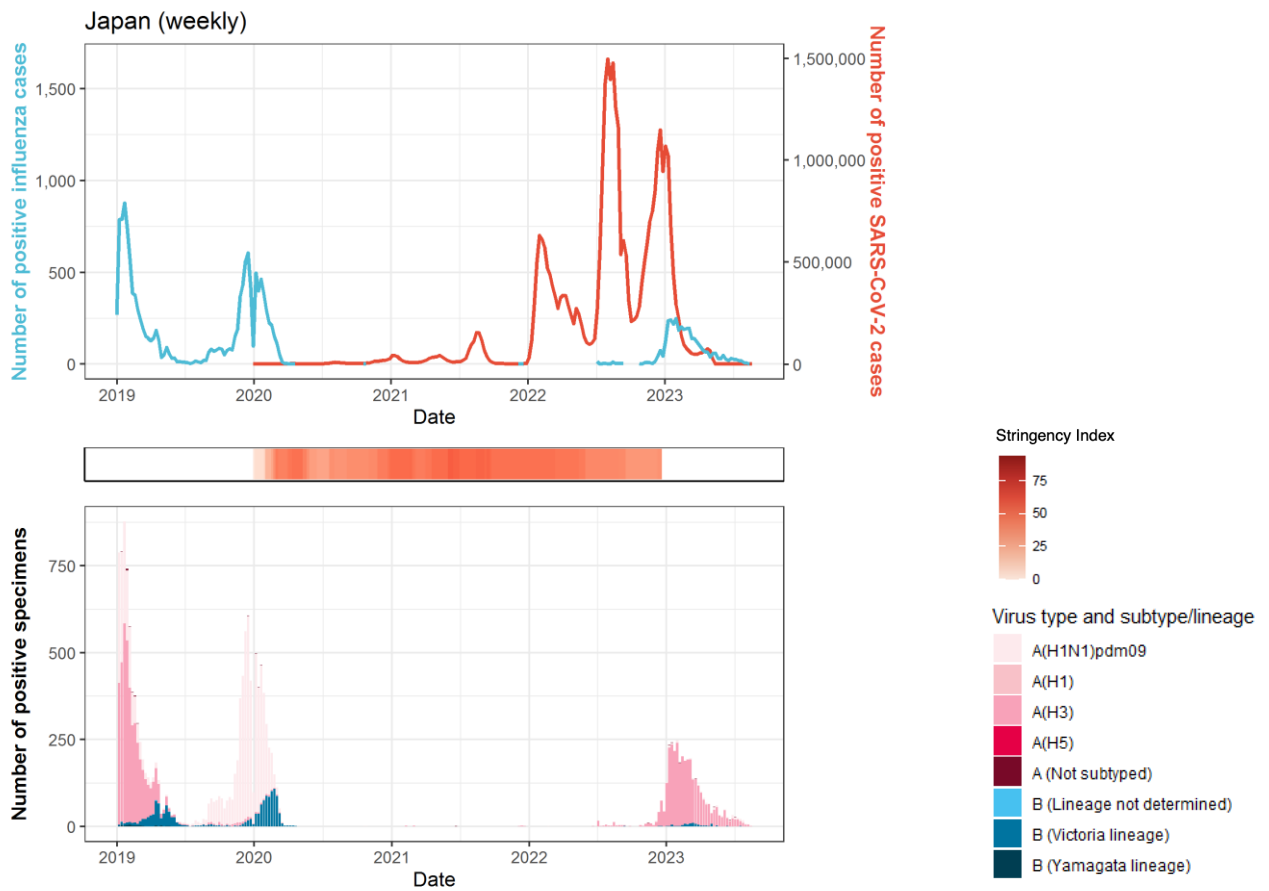 Japan (weekly)
Number of positive influenza cases
1,500
1,000
500
0
1,500,000
1,000,000
500,000
0
Number of positive SARS-CoV-2 cases
2019 2020 2021 2022 2023
Date
Stringency Index
75
50
25
0
Number of positive specimens
750
500
250
0
2019 2020 2021 2022 2023
Date
Virus type and subtype/lineage
A(H1N1)pdm09
A(H1)
A(H3)
A(H5)
A (Not subtyped)
B (Lineage not determined)
B (Victoria lineage)
B (Yamagata lineage)